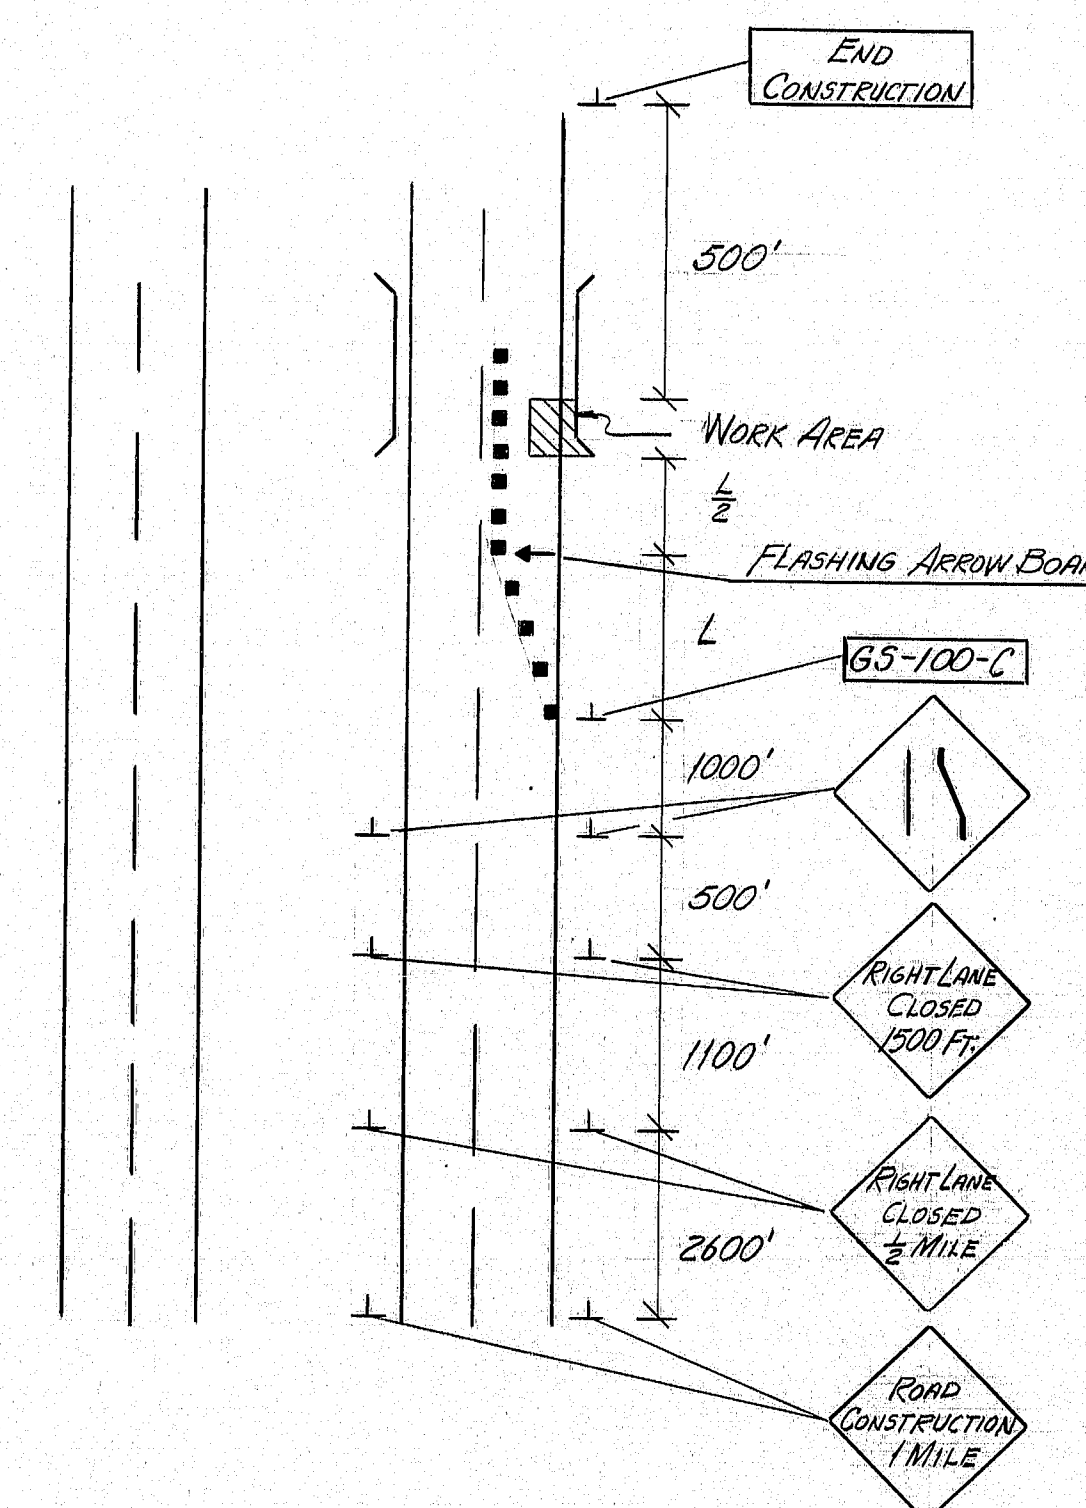 END
CONSTRUCTION
500'
WORK AREA
L/2
FLASHING ARROW BOAR
L
GS-100-C
1000'
500'
RIGHT LANE
CLOSED
1500 FT.
1100'
RIGHT LANE
CLOSED
1/2 MILE
2600'
ROAD
CONSTRUCTION
1 MILE